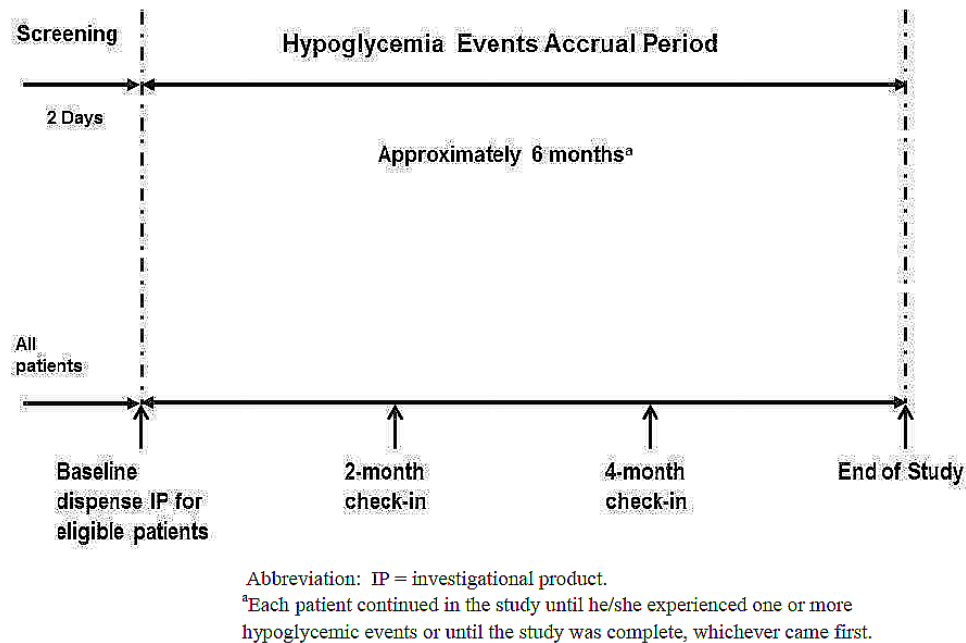 Screening
Hypoglycemia Events Accrual Period
2 Days
Approximately 6 monthsᵃ
All
patients
Baseline
dispense IP for
eligible patients
2-month
check-in
4-month
check-in
End of Study
Abbreviation: IP = investigational product.
ᵃEach patient continued in the study until he/she experienced one or more
hypoglycemic events or until the study was complete, whichever came first.